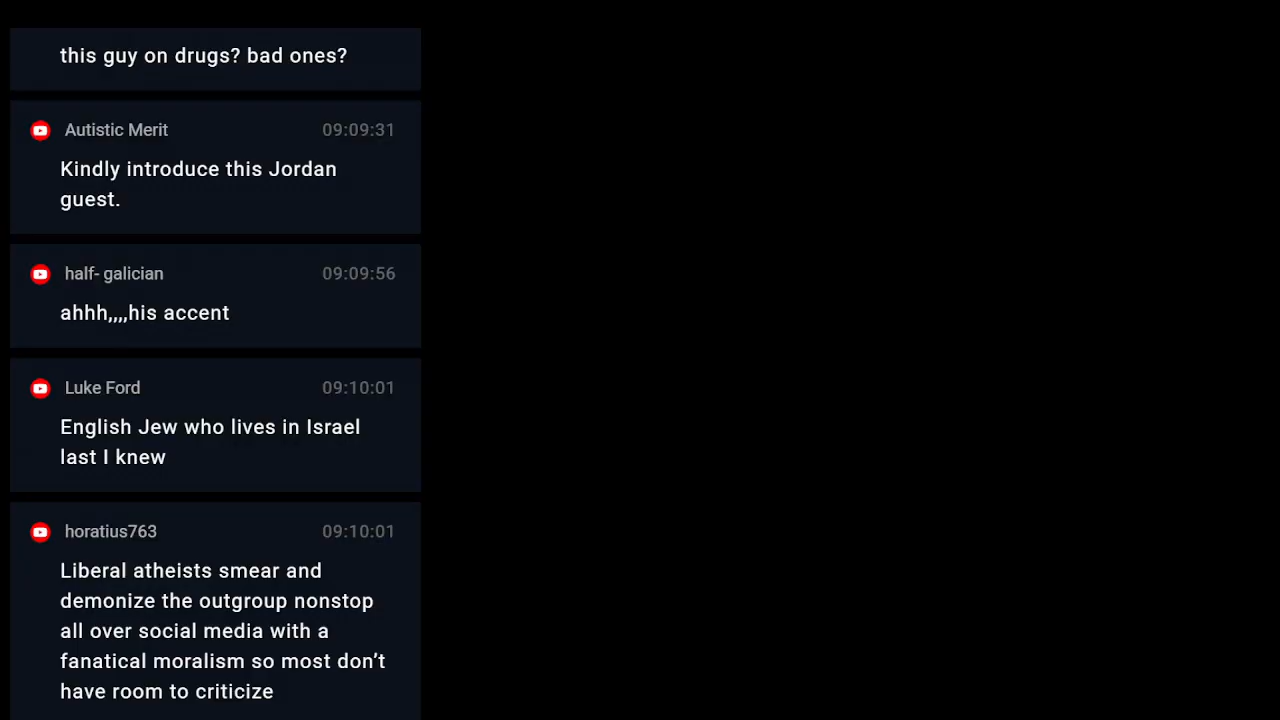 this guy on drugs? bad ones?
Autistic Merit 09:09:31
Kindly introduce this Jordan
guest.
half- galician 09:09:56
ahhh,,,,his accent
Luke Ford 09:10:01
English Jew who lives in Israel
last I knew
horatius763 09:10:01
Liberal atheists smear and
demonize the outgroup nonstop
all over social media with a
fanatical moralism so most don’t
have room to criticize